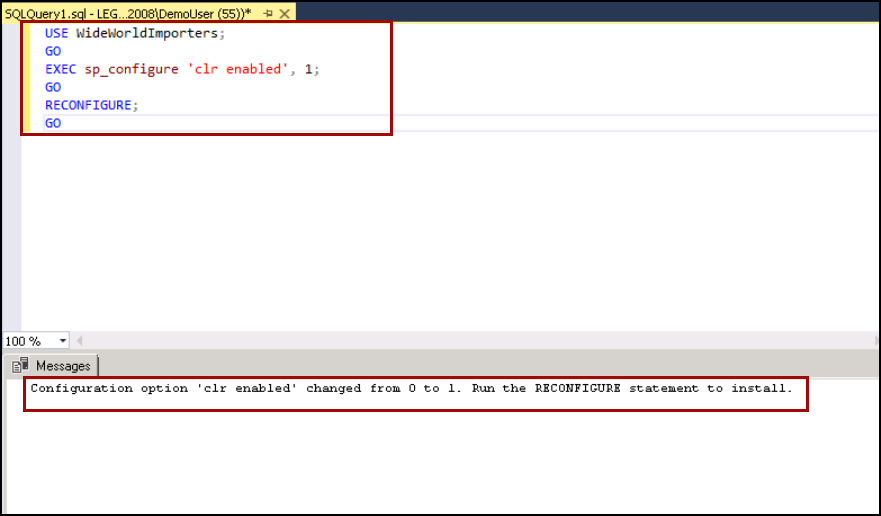 SQLQuery1.sql - LEG...2008\DemoUser (55))*
USE WideWorldImporters;
GO
EXEC sp_configure 'clr enabled', 1;
GO
RECONFIGURE;
GO
100 %
Messages
Configuration option 'clr enabled' changed from 0 to 1. Run the RECONFIGURE statement to install.